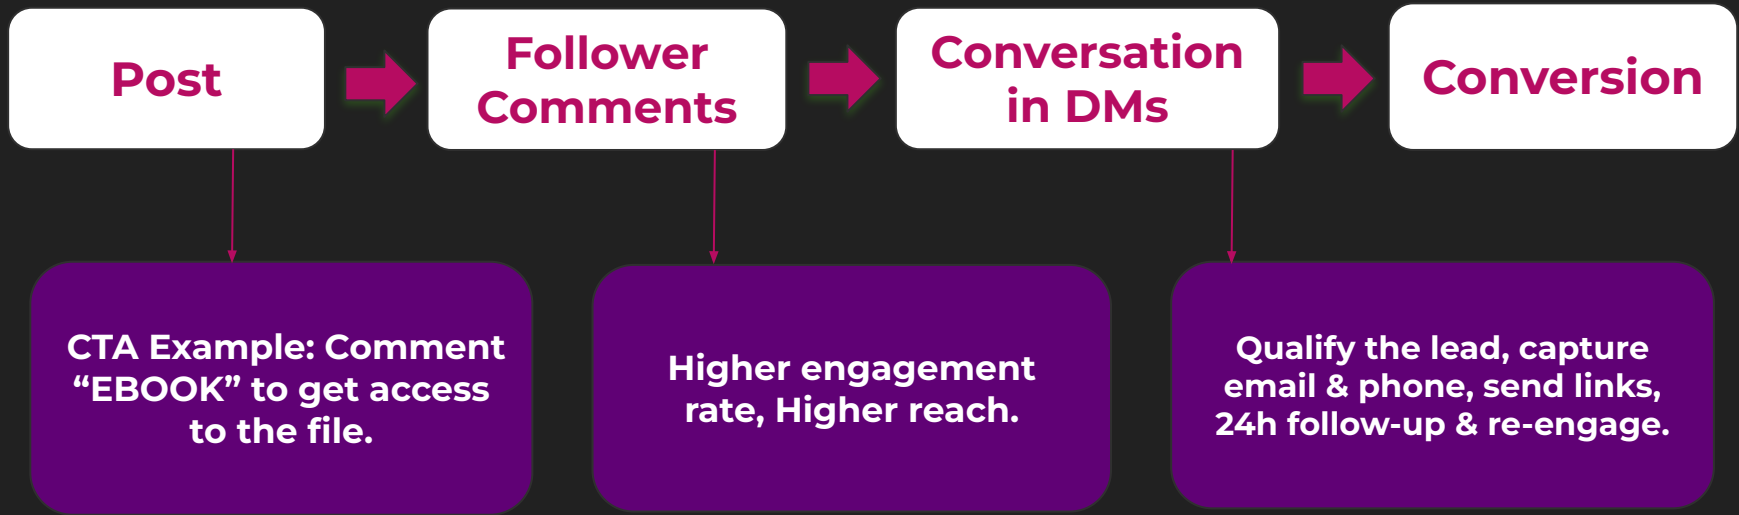 Post
Follower
Comments
Conversation
in DMs
Conversion
CTA Example: Comment
“EBOOK” to get access
to the file.
Higher engagement
rate, Higher reach.
Qualify the lead, capture
email & phone, send links,
24h follow-up & re-engage.